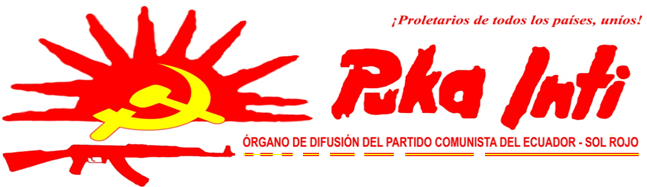 ¡Proletarios de todos los países, uníos!
Puka Inti
ÓRGANO DE DIFUSIÓN DEL PARTIDO COMUNISTA DEL ECUADOR - SOL ROJO